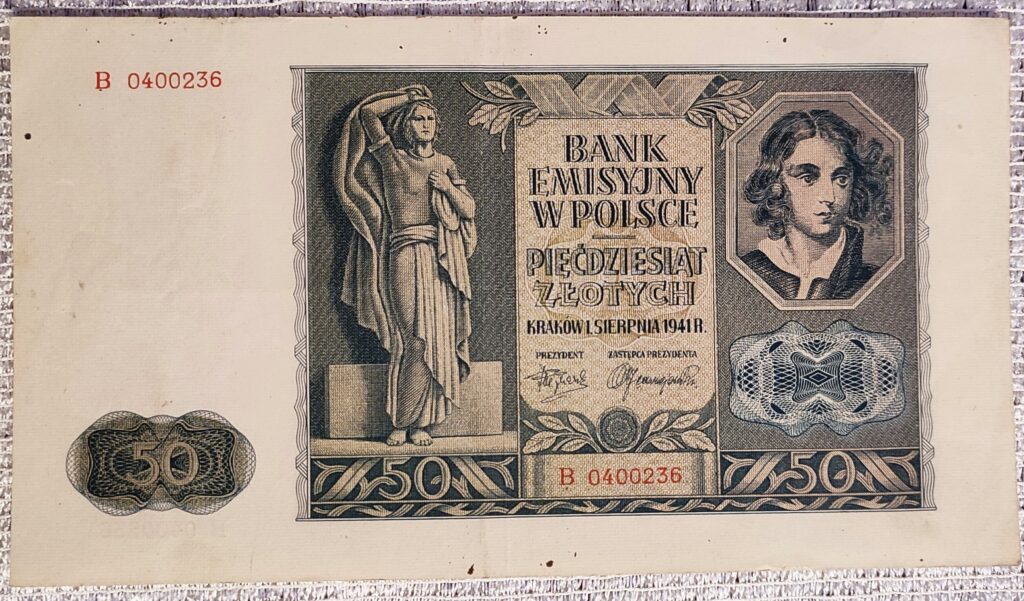 B 0400236
BANK
EMISYJNY
W POLSCE
PIĘĆDZIESIĄT
ZŁOTYCH
KRAKÓW 1. SIERPNIA 1941 R.
PREZYDENT ZASTĘPCA PREZYDENTA
50
50 B 0400236 50